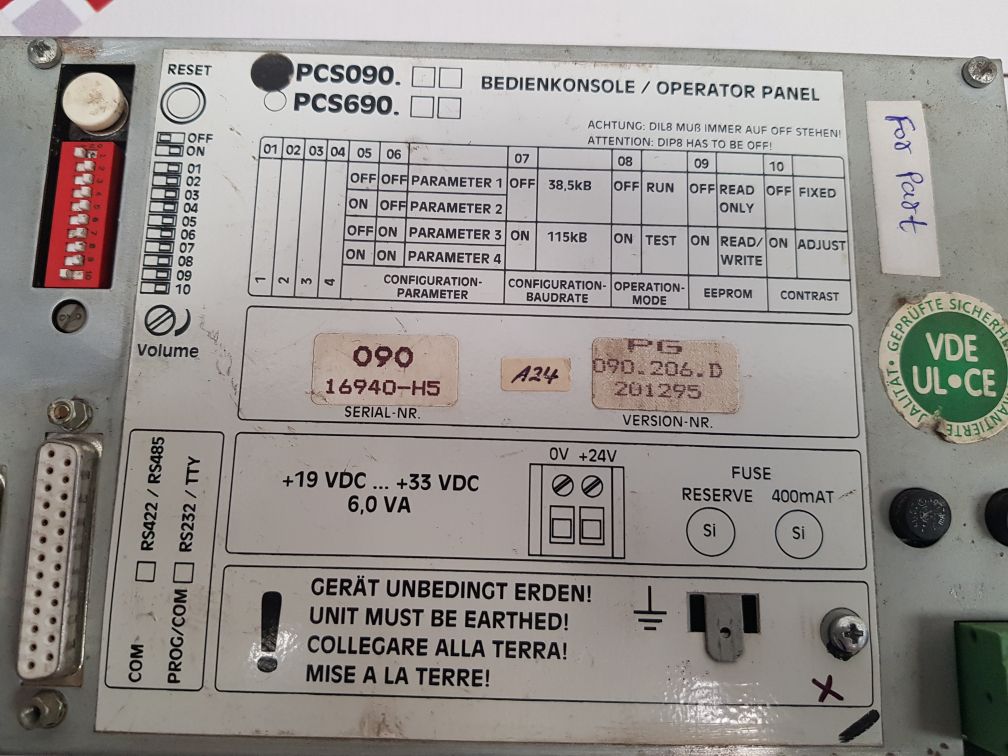 RESET
PCS090.
PCS690.
BEDIENKONSOLE / OPERATOR PANEL
ACHTUNG: DIL8 MUß IMMER AUF OFF STEHEN!
ATTENTION: DIP8 HAS TO BE OFF!
OFF
ON
01
02
03
04
05
06
07
08
09
10
01 02 03 04 05 06 07 08 09 10
OFF OFF PARAMETER 1 OFF 38,5kB OFF RUN OFF READ ONLY OFF FIXED
ON OFF PARAMETER 2
OFF ON PARAMETER 3 ON 115kB ON TEST ON READ/WRITE ON ADJUST
ON ON PARAMETER 4
1 2 3 4 CONFIGURATION-PARAMETER CONFIGURATION-BAUDRATE OPERATION-MODE EEPROM CONTRAST
For Part
Volume
090
16940-H5
SERIAL-NR.
A24
PG
090.206.D
201295
VERSION-NR.
GEPRÜFTE
VDE
UL•CE
COM
RS422 / RS485
PROG/COM
RS232 / TTY
+19 VDC ... +33 VDC
6,0 VA
0V +24V
FUSE
RESERVE 400mAT
Si Si
! GERÄT UNBEDINGT ERDEN!
UNIT MUST BE EARTHED!
COLLEGARE ALLA TERRA!
MISE A LA TERRE!
X